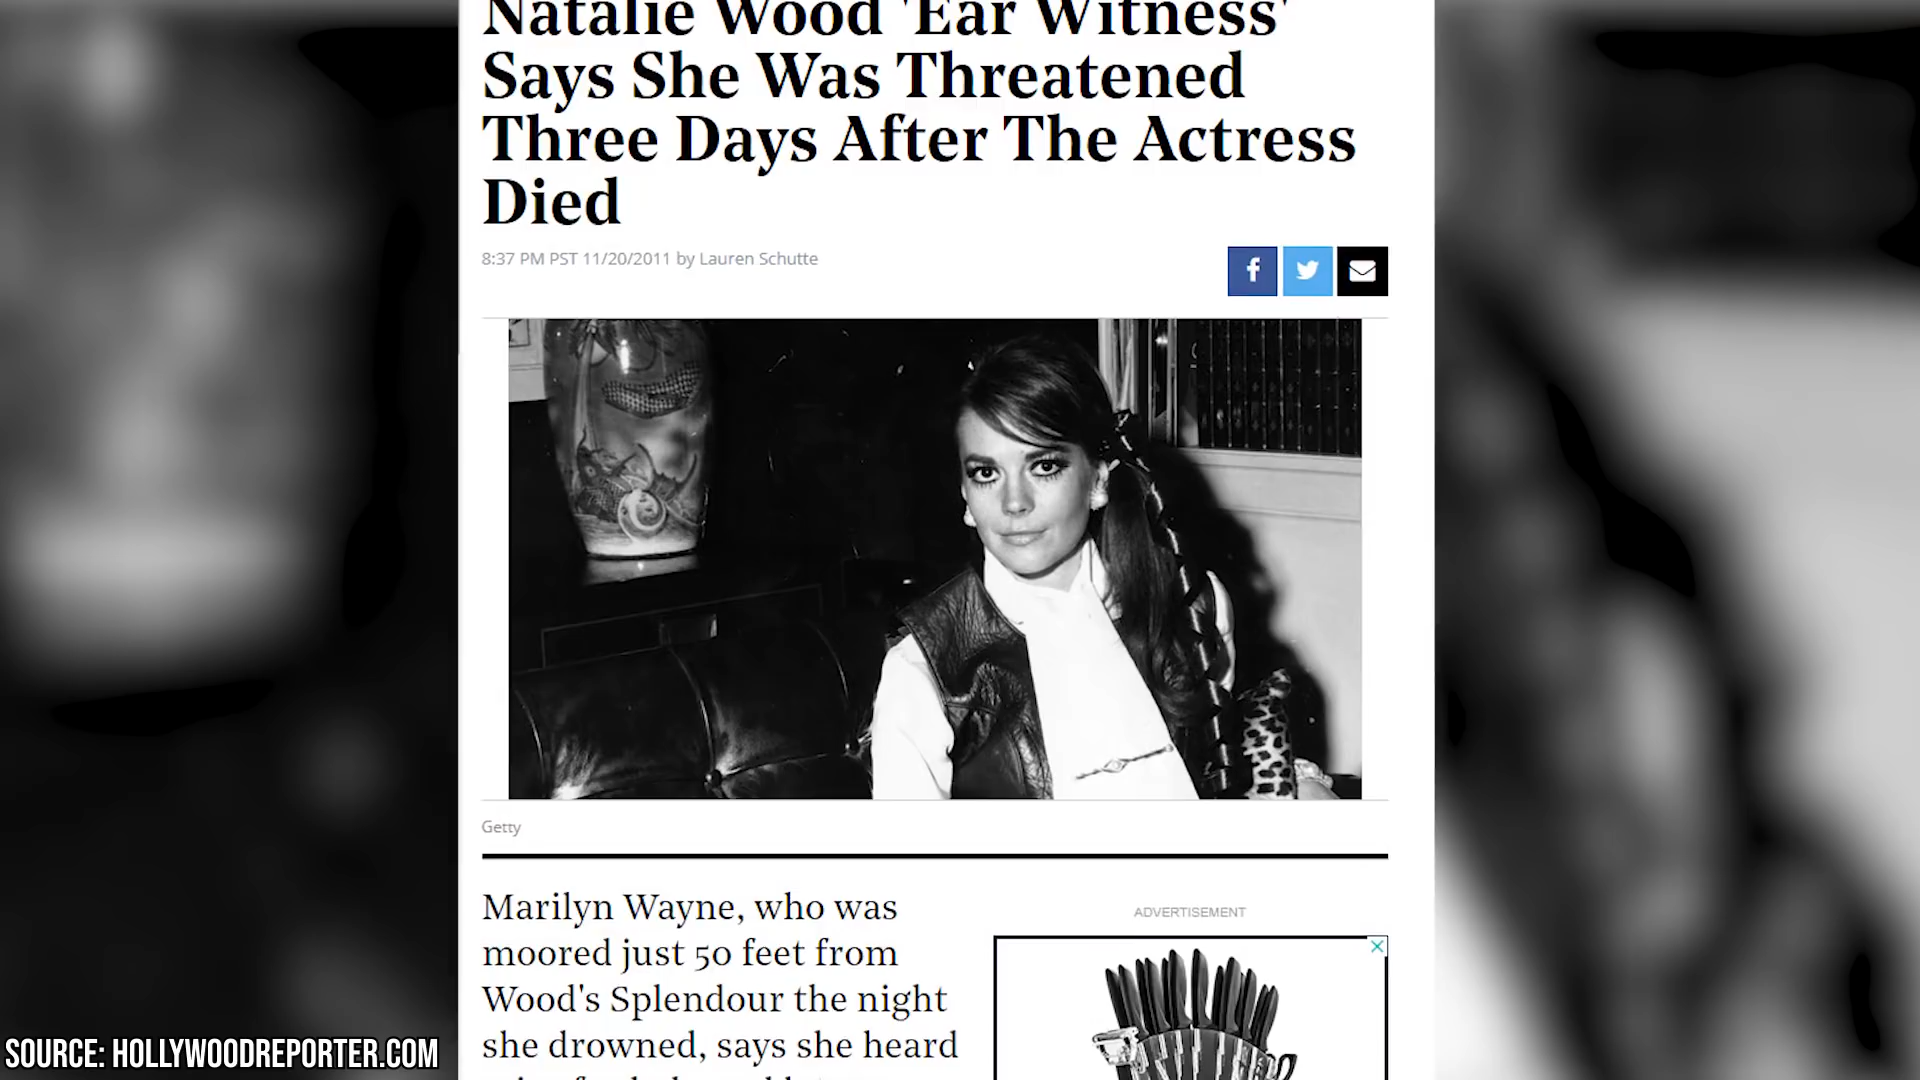 Natalie Wood 'Ear Witness'
Says She Was Threatened
Three Days After The Actress
Died
8:37 PM PST 11/20/2011 by Lauren Schutte
Getty
Marilyn Wayne, who was
moored just 50 feet from
Wood's Splendour the night
she drowned, says she heard
ADVERTISEMENT
SOURCE: HOLLYWOODREPORTER.COM